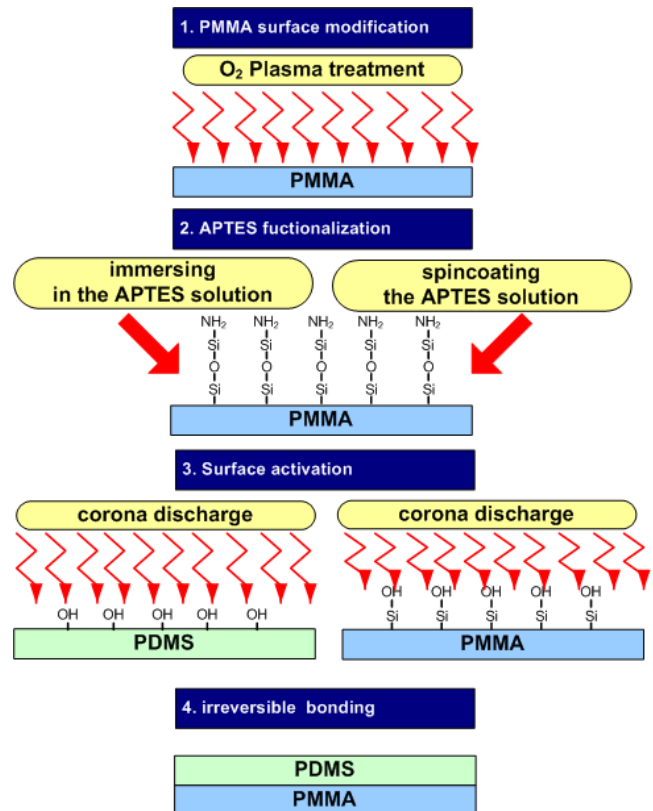 1. PMMA surface modification
O₂ Plasma treatment
PMMA
2. APTES fuctionalization
immersing
in the APTES solution
spincoating
the APTES solution
NH₂ NH₂ NH₂ NH₂ NH₂
Si Si Si Si Si
O O O O O
Si Si Si Si Si
PMMA
3. Surface activation
corona discharge
corona discharge
OH OH OH OH OH
PDMS
OH OH OH OH OH
Si Si Si Si Si
PMMA
4. irreversible bonding
PDMS
PMMA